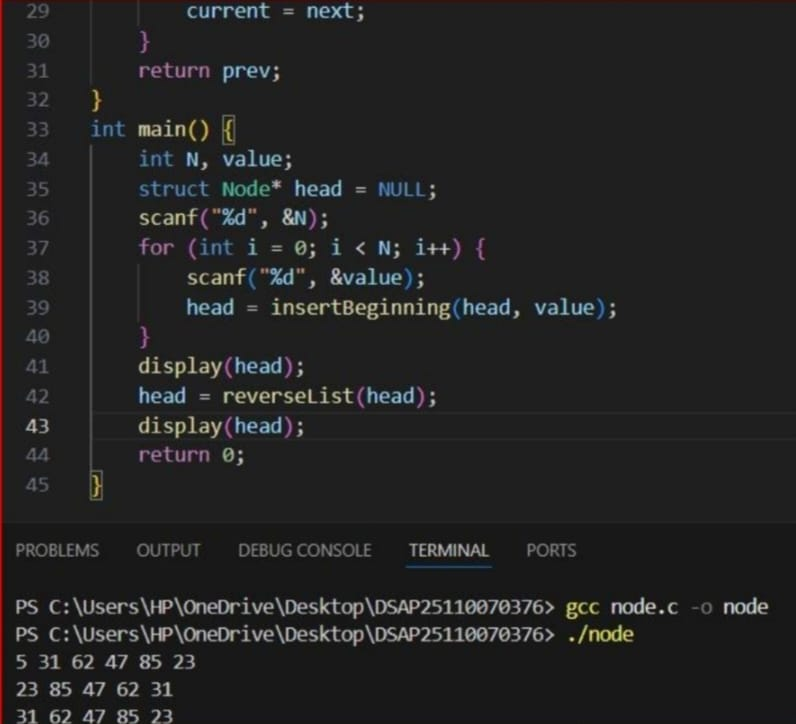 29 current = next;
30 }
31 return prev;
32 }
33 int main() {
34 int N, value;
35 struct Node* head = NULL;
36 scanf("%d", &N);
37 for (int i = 0; i < N; i++) {
38 scanf("%d", &value);
39 head = insertBeginning(head, value);
40 }
41 display(head);
42 head = reverseList(head);
43 display(head);
44 return 0;
45 }
PROBLEMS OUTPUT DEBUG CONSOLE TERMINAL PORTS
PS C:\Users\HP\OneDrive\Desktop\DSAP25110070376> gcc node.c -o node
PS C:\Users\HP\OneDrive\Desktop\DSAP25110070376> ./node
5 31 62 47 85 23
23 85 47 62 31
31 62 47 85 23